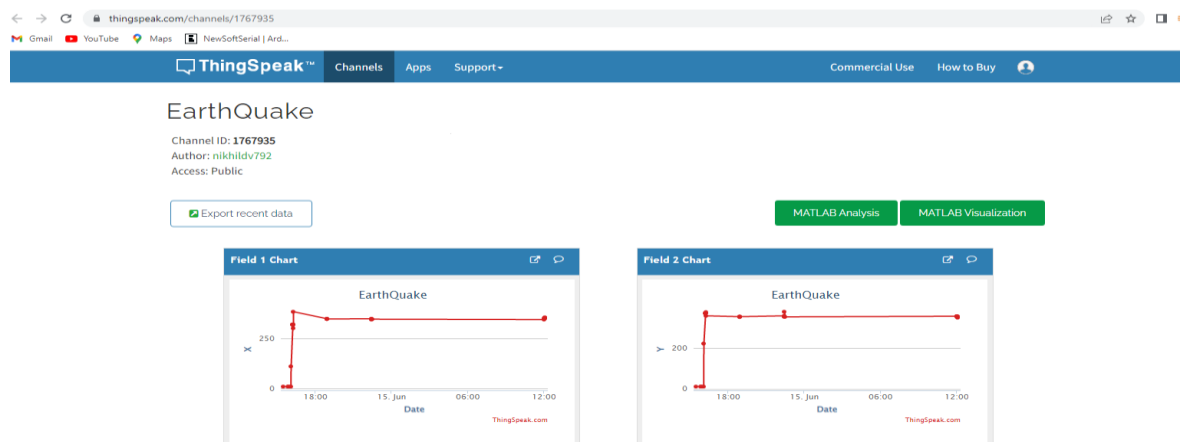 thingspeak.com/channels/1767935
Gmail YouTube Maps NewSoftSerial | Ard...
ThingSpeak™ Channels Apps Support Commercial Use How to Buy
EarthQuake
Channel ID: 1767935
Author: nikhildv792
Access: Public
Export recent data MATLAB Analysis MATLAB Visualization
Field 1 Chart
EarthQuake
X
250
0
18:00 15. Jun 06:00 12:00
Date
ThingSpeak.com
Field 2 Chart
EarthQuake
Y
200
0
18:00 15. Jun 06:00 12:00
Date
ThingSpeak.com